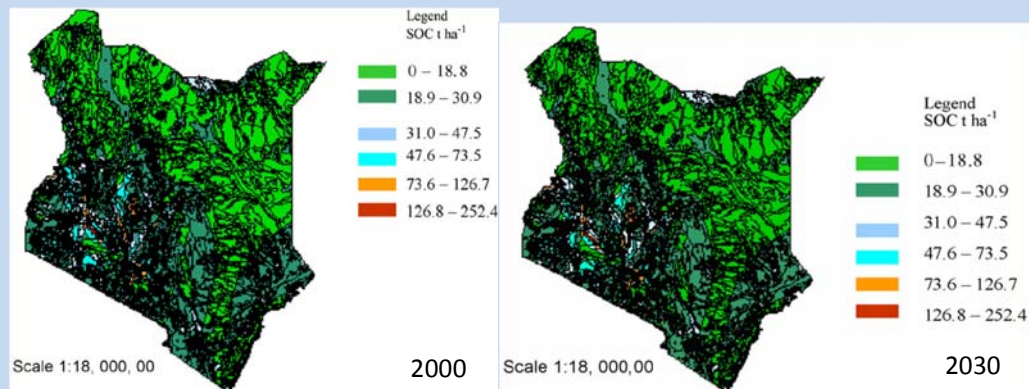 Legend
SOC t ha⁻¹
0 – 18.8
18.9 – 30.9
31.0 – 47.5
47.6 – 73.5
73.6 – 126.7
126.8 – 252.4
Scale 1:18, 000, 00
2000
Legend
SOC t ha⁻¹
0–18.8
18.9 – 30.9
31.0 – 47.5
47.6 – 73.5
73.6 – 126.7
126.8 – 252.4
Scale 1:18, 000,00
2030